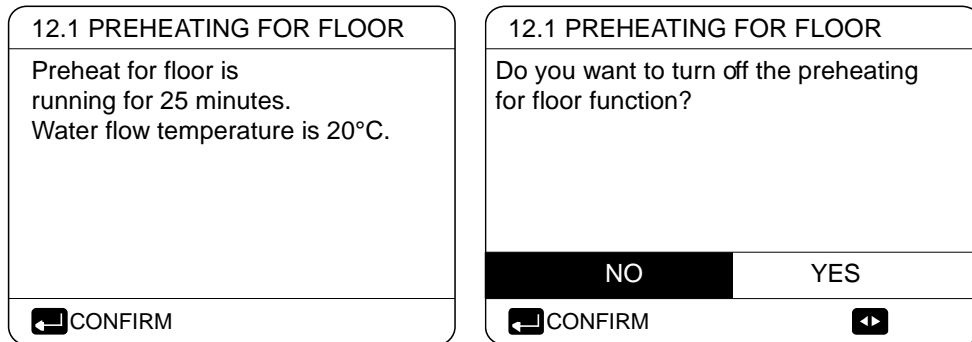 12.1 PREHEATING FOR FLOOR
Preheat for floor is
running for 25 minutes.
Water flow temperature is 20°C.
CONFIRM
12.1 PREHEATING FOR FLOOR
Do you want to turn off the preheating
for floor function?
NO YES
CONFIRM